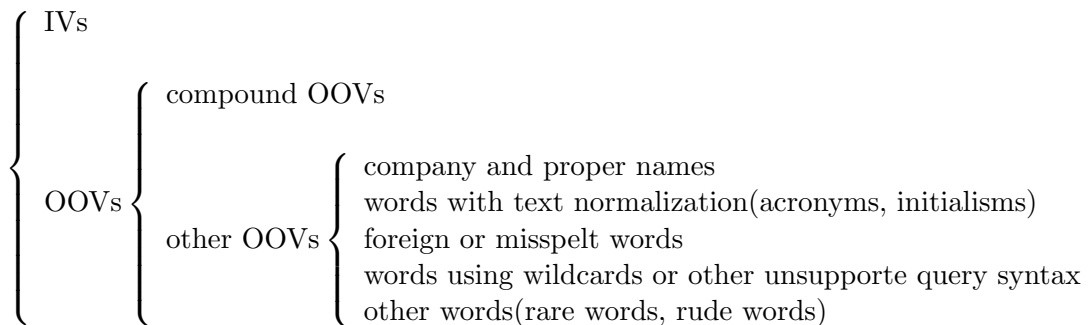 IVs
compound OOVs
company and proper names
OOVs
words with text normalization(acronyms, initialisms)
other OOVs
foreign or misspelt words
words using wildcards or other unsupporte query syntax
other words(rare words, rude words)